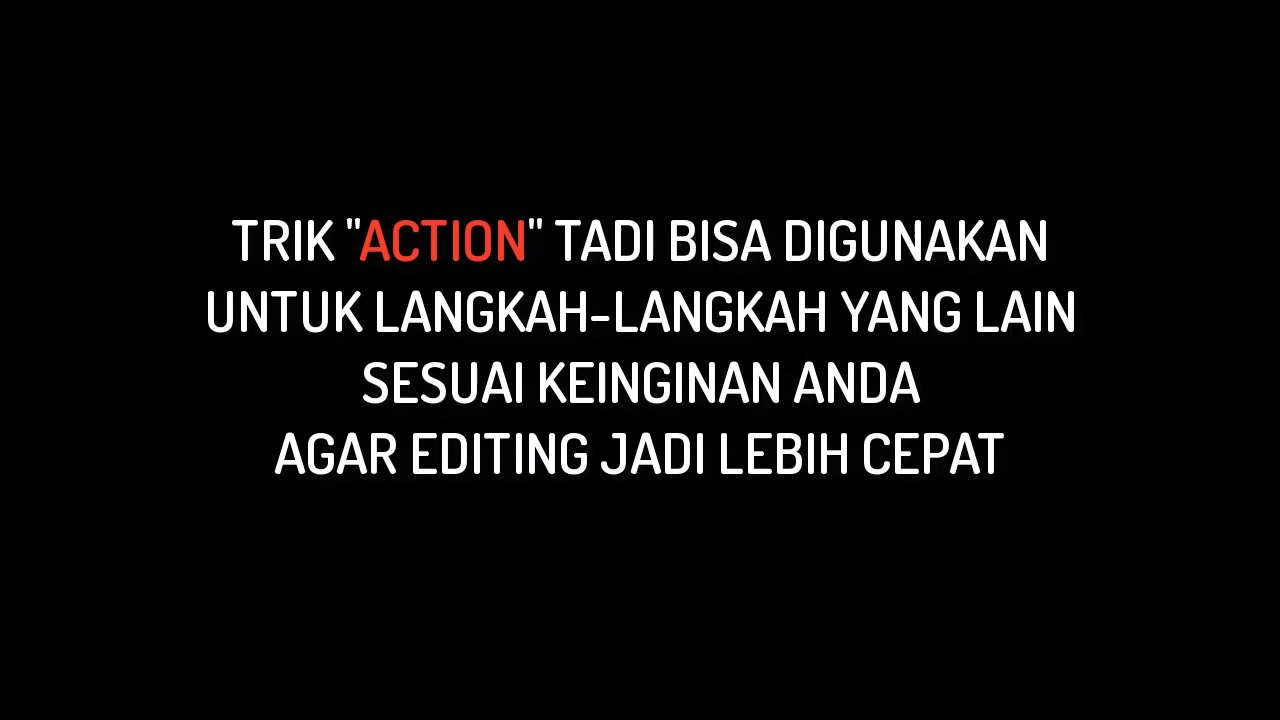 TRIK "ACTION" TADI BISA DIGUNAKAN
UNTUK LANGKAH-LANGKAH YANG LAIN
SESUAI KEINGINAN ANDA
AGAR EDITING JADI LEBIH CEPAT